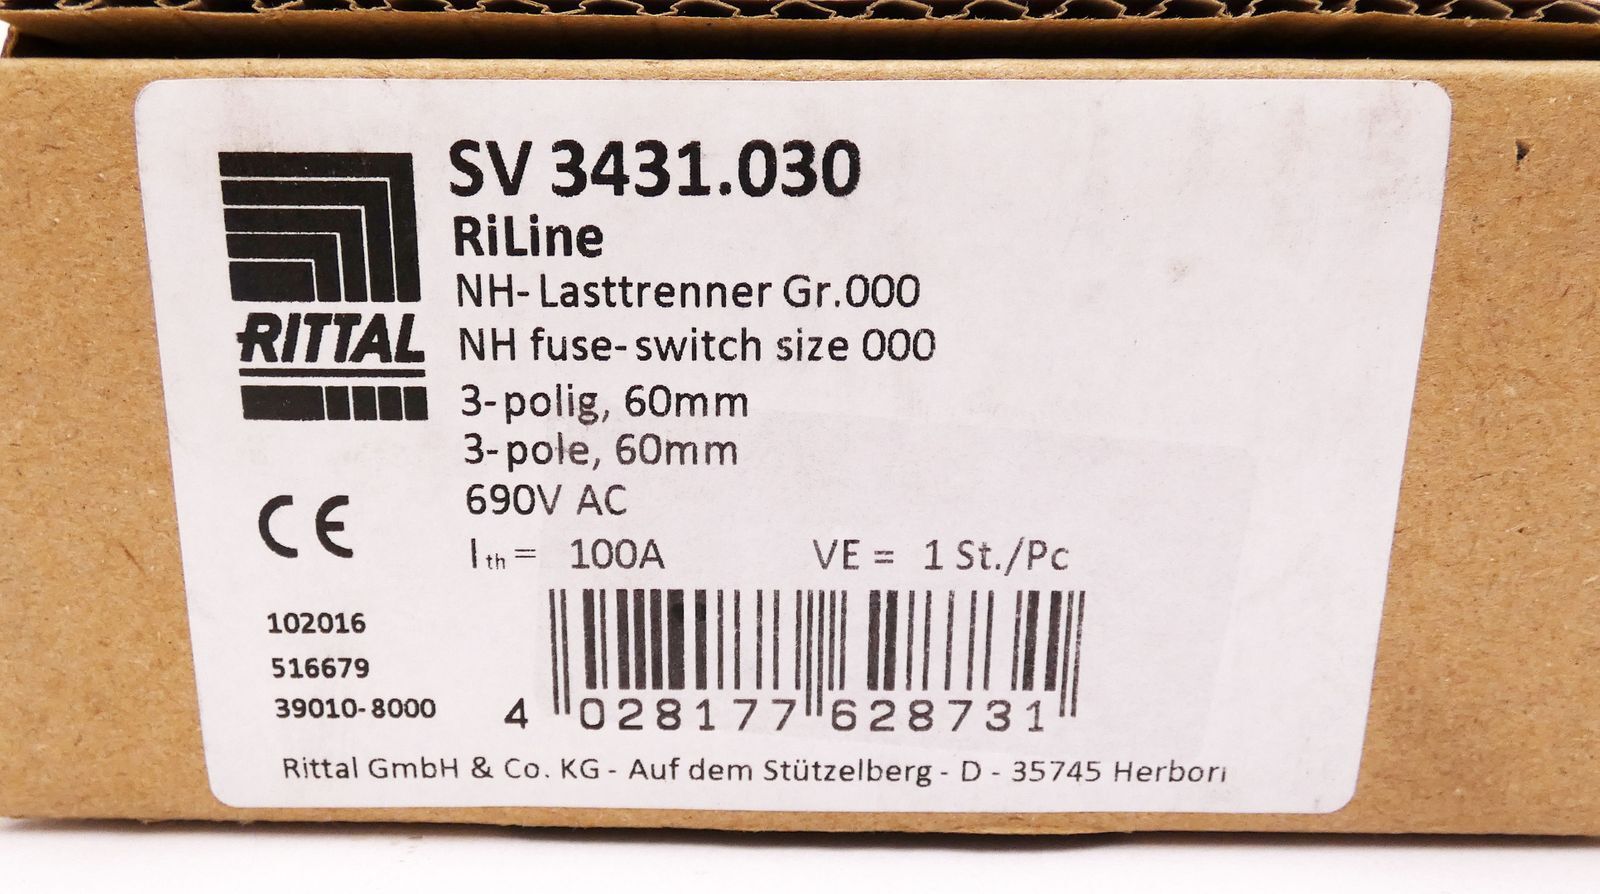 SV 3431.030
RiLine
NH-Lasttrenner Gr.000
NH fuse-switch size 000
3-polig, 60mm
3-pole, 60mm
690V AC
Ith = 100A VE = 1 St./Pc
RITTAL
CE
102016
516679
39010-8000
4 028177 628731
Rittal GmbH & Co. KG - Auf dem Stützelberg - D - 35745